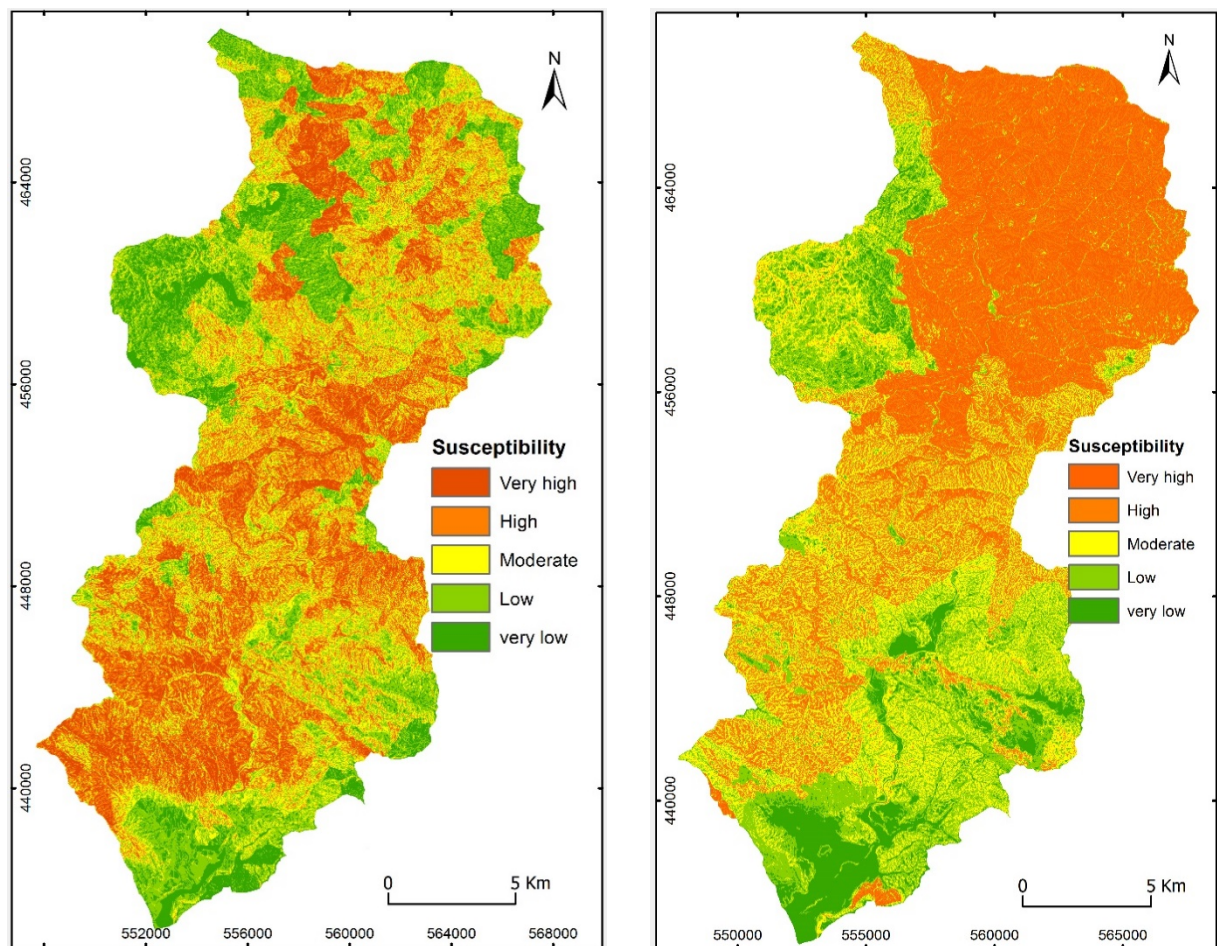 N
464000
456000
448000
440000
Susceptibility
Very high
High
Moderate
Low
very low
0 5 Km
552000 556000 560000 564000 568000
N
464000
456000
448000
440000
Susceptibility
Very high
High
Moderate
Low
very low
0 5 Km
550000 555000 560000 665000